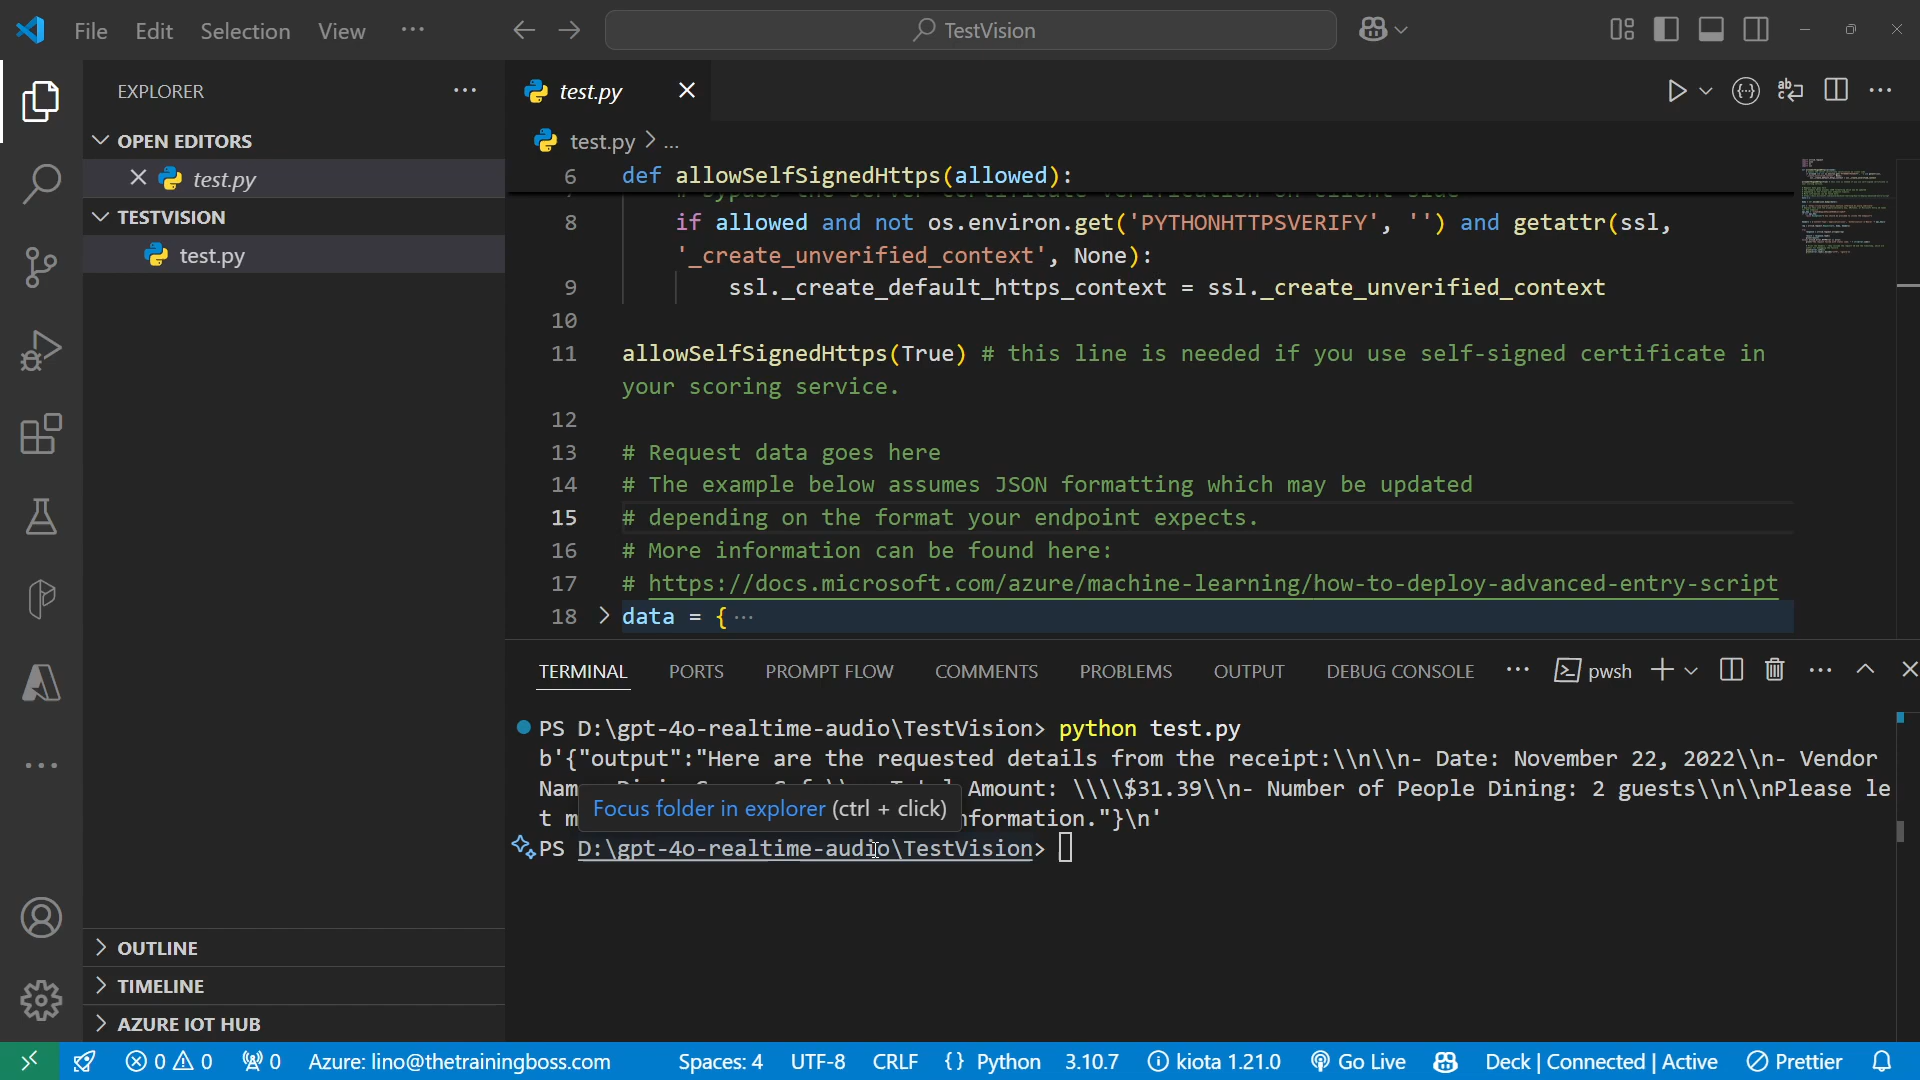 File Edit Selection View ···
TestVision
EXPLORER
OPEN EDITORS
test.py
TESTVISION
test.py
OUTLINE
TIMELINE
AZURE IOT HUB
test.py
test.py > ...
6 def allowSelfSignedHttps(allowed):
8 if allowed and not os.environ.get('PYTHONHTTPSVERIFY', '') and getattr(ssl,
'_create_unverified_context', None):
9 ssl._create_default_https_context = ssl._create_unverified_context
10
11 allowSelfSignedHttps(True) # this line is needed if you use self-signed certificate in
your scoring service.
12
13 # Request data goes here
14 # The example below assumes JSON formatting which may be updated
15 # depending on the format your endpoint expects.
16 # More information can be found here:
17 # https://docs.microsoft.com/azure/machine-learning/how-to-deploy-advanced-entry-script
18 data = { ···
TERMINAL PORTS PROMPT FLOW COMMENTS PROBLEMS OUTPUT DEBUG CONSOLE ··· pwsh
PS D:\gpt-4o-realtime-audio\TestVision> python test.py
b'{"output":"Here are the requested details from the receipt:\\n\\n- Date: November 22, 2022\\n- Vendor
Amount: \\\\$31.39\\n- Number of People Dining: 2 guests\\n\\nPlease le
Focus folder in explorer (ctrl + click)
t m formation."}\n'
PS D:\gpt-4o-realtime-audio\TestVision>
0 0 0 Azure: lino@thetrainingboss.com Spaces: 4 UTF-8 CRLF {} Python 3.10.7 kiota 1.21.0 Go Live Deck | Connected | Active Prettier